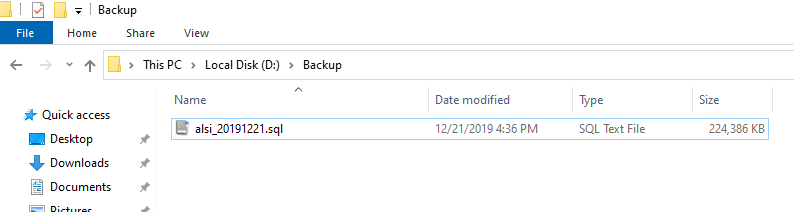 Backup
File Home Share View
This PC Local Disk (D:) Backup
Name Date modified Type Size
Quick access
alsi_20191221.sql 12/21/2019 4:36 PM SQL Text File 224,386 KB
Desktop
Downloads
Documents
Pictures